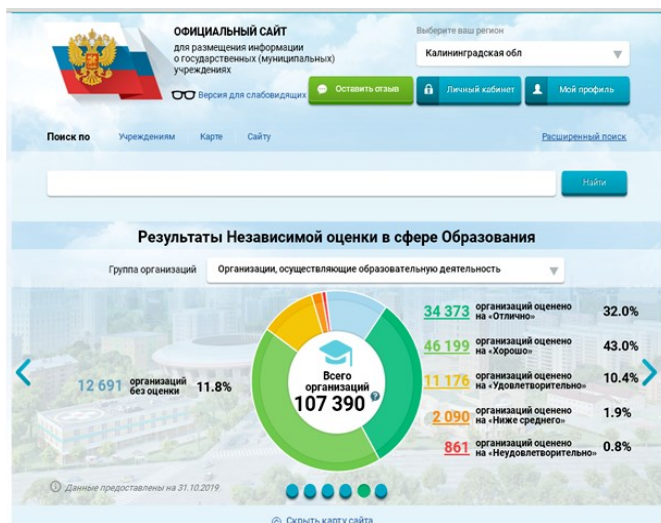 ОФИЦИАЛЬНЫЙ САЙТ
для размещения информации
о государственных (муниципальных)
учреждениях
Версия для слабовидящих
Выберите ваш регион
Калининградская обл
Оставить отзыв
Личный кабинет
Мой профиль
Поиск по
Учреждениям
Карте
Сайту
Расширенный поиск
Найти
Результаты Независимой оценки в сфере Образования
Группа организаций
Организации, осуществляющие образовательную деятельность
12 691 организаций без оценки 11.8%
Всего
организаций
107 390 ?
34 373 организаций оценено на «Отлично» 32.0%
46 199 организаций оценено на «Хорошо» 43.0%
11 176 организаций оценено на «Удовлетворительно» 10.4%
2 090 организаций оценено на «Ниже среднего» 1.9%
861 организаций оценено на «Неудовлетворительно» 0.8%
Данные предоставлены на 31.10.2019
Скрыть карту сайта